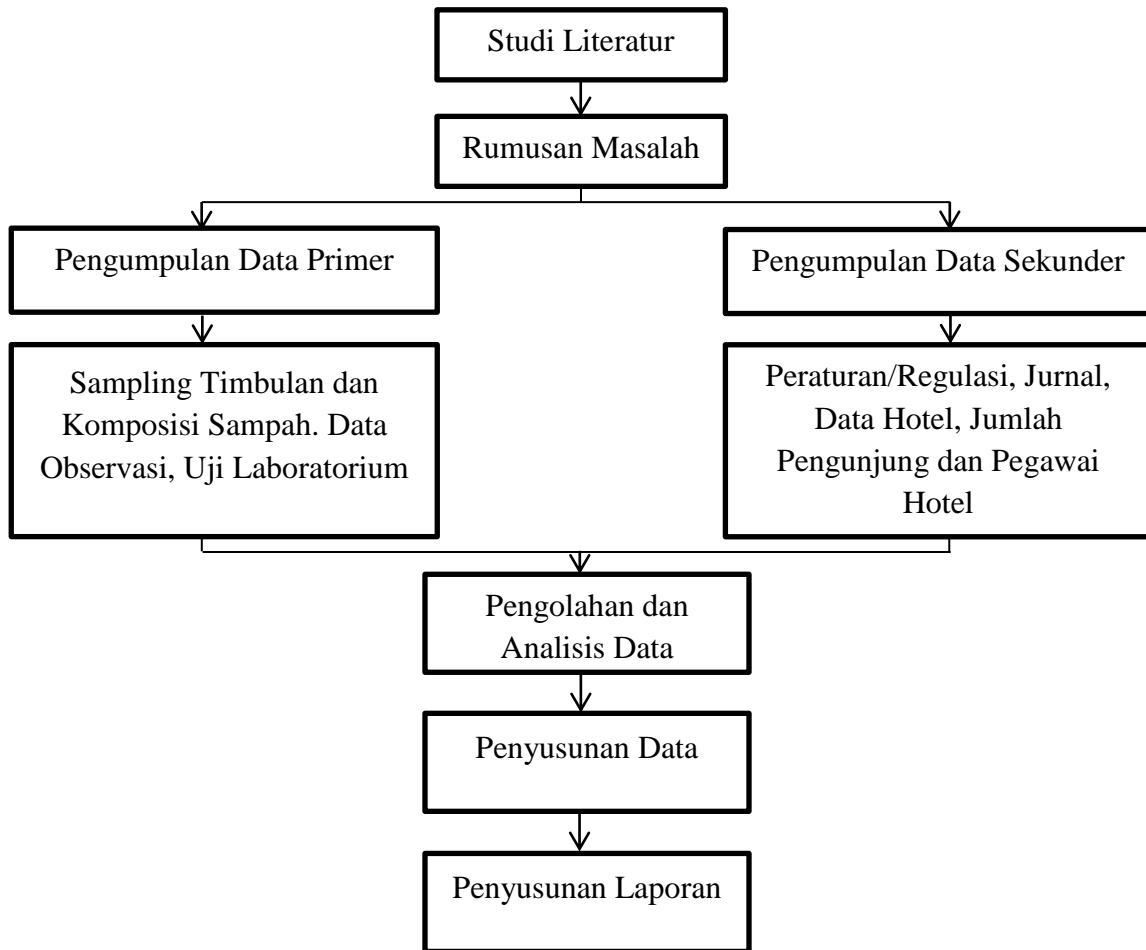 Studi Literatur
Rumusan Masalah
Pengumpulan Data Primer
Pengumpulan Data Sekunder
Sampling Timbulan dan
Komposisi Sampah. Data
Observasi, Uji Laboratorium
Peraturan/Regulasi, Jurnal,
Data Hotel, Jumlah
Pengunjung dan Pegawai
Hotel
Pengolahan dan
Analisis Data
Penyusunan Data
Penyusunan Laporan